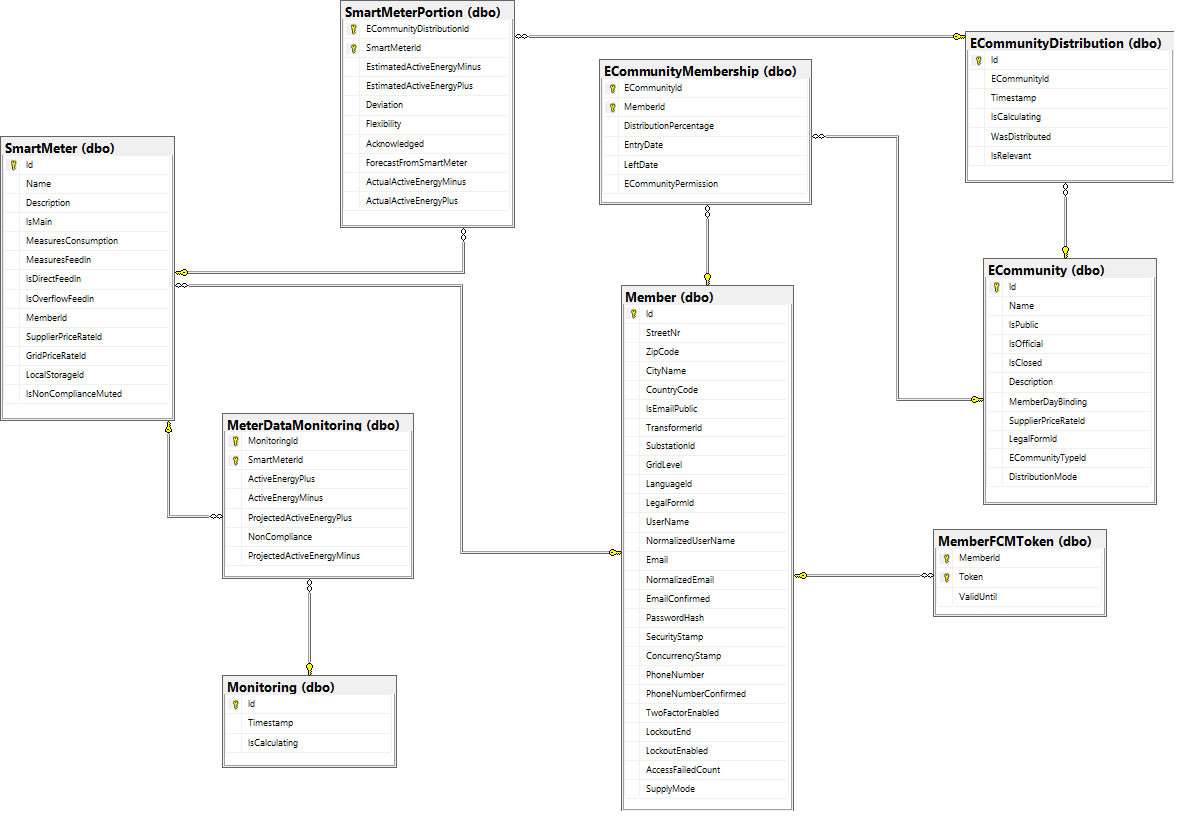 SmartMeterPortion (dbo)
ECommunityDistributionId
SmartMeterId
EstimatedActiveEnergyMinus
EstimatedActiveEnergyPlus
Deviation
Flexibility
Acknowledged
ForecastFromSmartMeter
ActualActiveEnergyMinus
ActualActiveEnergyPlus
ECommunityDistribution (dbo)
Id
ECommunityId
Timestamp
IsCalculating
WasDistributed
IsRelevant
ECommunityMembership (dbo)
ECommunityId
MemberId
DistributionPercentage
EntryDate
LeftDate
ECommunityPermission
SmartMeter (dbo)
Id
Name
Description
IsMain
MeasuresConsumption
MeasuresFeedIn
IsDirectFeedIn
IsOverflowFeedIn
MemberId
SupplierPriceRateId
GridPriceRateId
LocalStorageId
IsNonComplianceMuted
ECommunity (dbo)
Id
Name
IsPublic
IsOfficial
IsClosed
Description
MemberDayBinding
SupplierPriceRateId
LegalFormId
ECommunityTypeId
DistributionMode
Member (dbo)
Id
StreetNr
ZipCode
CityName
CountryCode
IsEmailPublic
TransformerId
SubstationId
GridLevel
LanguageId
LegalFormId
UserName
NormalizedUserName
Email
NormalizedEmail
EmailConfirmed
PasswordHash
SecurityStamp
ConcurrencyStamp
PhoneNumber
PhoneNumberConfirmed
TwoFactorEnabled
LockoutEnd
LockoutEnabled
AccessFailedCount
SupplyMode
MeterDataMonitoring (dbo)
MonitoringId
SmartMeterId
ActiveEnergyPlus
ActiveEnergyMinus
ProjectedActiveEnergyPlus
NonCompliance
ProjectedActiveEnergyMinus
MemberFCMToken (dbo)
MemberId
Token
ValidUntil
Monitoring (dbo)
Id
Timestamp
IsCalculating